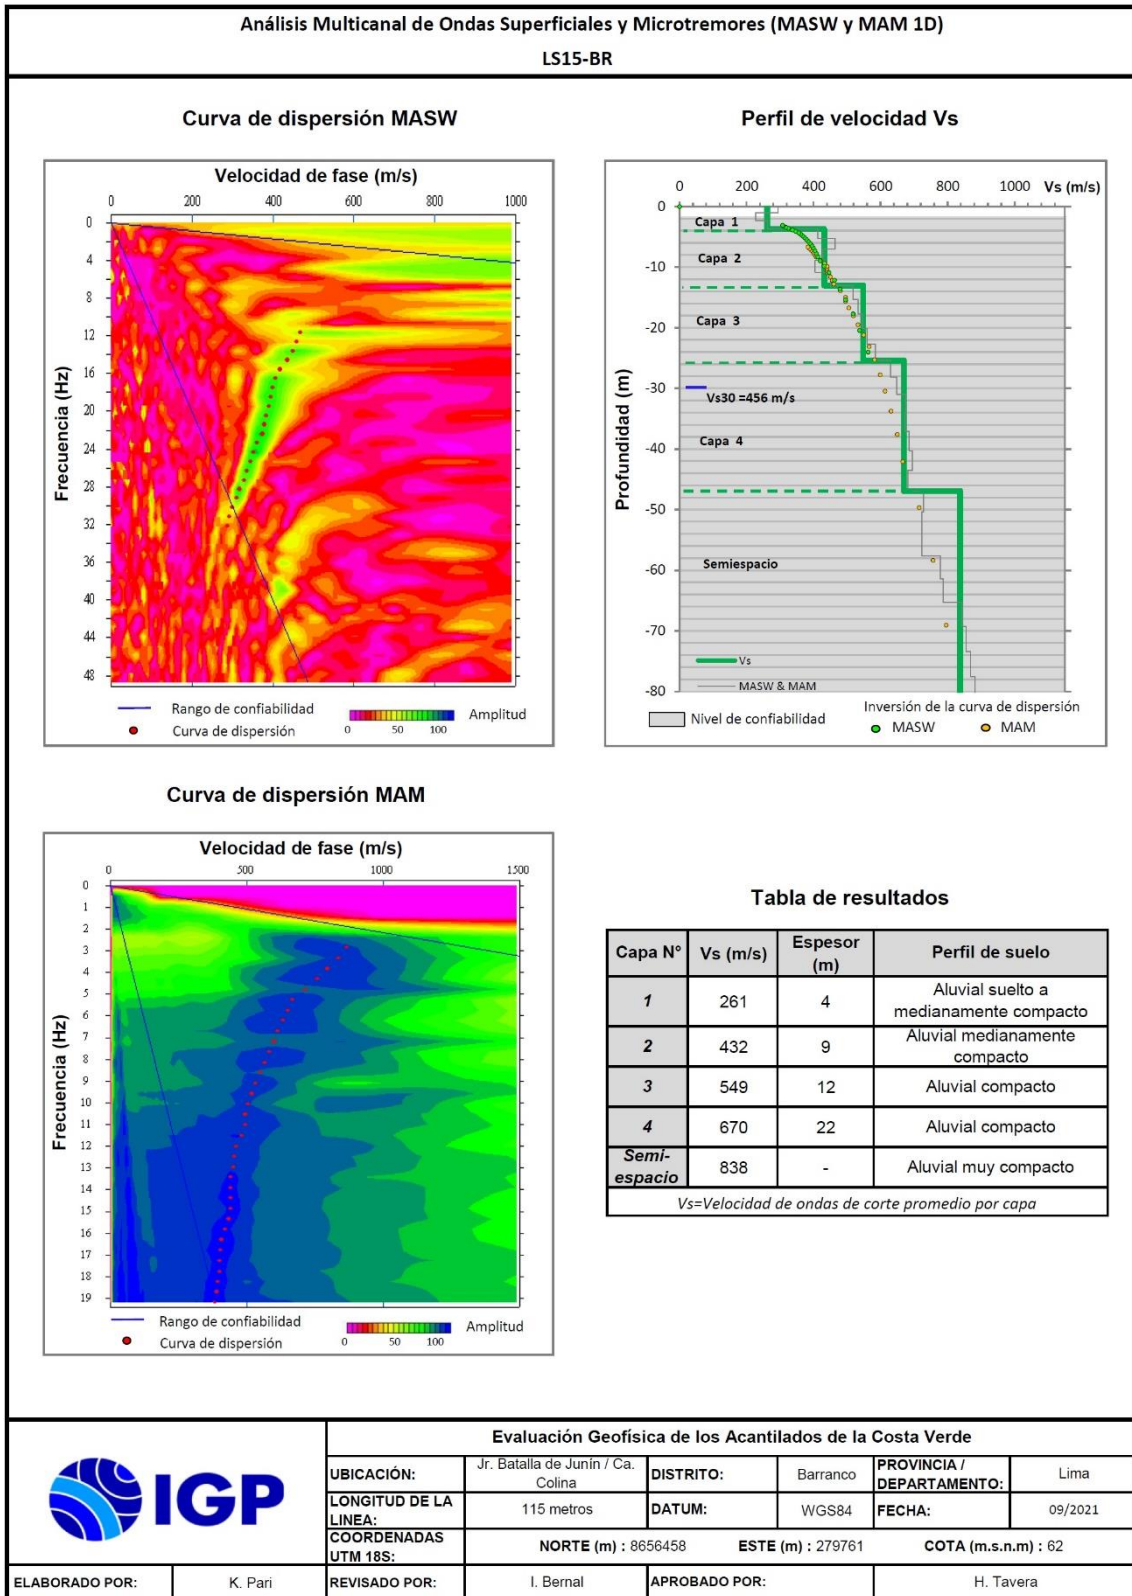 Análisis Multicanal de Ondas Superficiales y Microtremores (MASW y MAM 1D)
LS15-BR
Curva de dispersión MASW
Velocidad de fase (m/s)
0 200 400 600 800 1000
Frecuencia (Hz)
0
4
8
12
16
20
24
28
32
36
40
44
48
Rango de confiabilidad
Curva de dispersión
0 50 100
Amplitud
Perfil de velocidad Vs
0 200 400 600 800 1000 Vs (m/s)
Profundidad (m)
0
-10
-20
-30
-40
-50
-60
-70
-80
Capa 1
Capa 2
Capa 3
Vs30 =456 m/s
Capa 4
Semiespacio
Vs
MASW & MAM
Nivel de confiabilidad
Inversión de la curva de dispersión
MASW MAM
Curva de dispersión MAM
Velocidad de fase (m/s)
0 500 1000 1500
Frecuencia (Hz)
0
1
2
3
4
5
6
7
8
9
10
11
12
13
14
15
16
17
18
19
Rango de confiabilidad
Curva de dispersión
0 50 100
Amplitud
Tabla de resultados
Capa N° Vs (m/s) Espesor (m) Perfil de suelo
1 261 4 Aluvial suelto a medianamente compacto
2 432 9 Aluvial medianamente compacto
3 549 12 Aluvial compacto
4 670 22 Aluvial compacto
Semi-espacio 838 - Aluvial muy compacto
Vs=Velocidad de ondas de corte promedio por capa
IGP
Evaluación Geofísica de los Acantilados de la Costa Verde
UBICACIÓN: Jr. Batalla de Junín / Ca. Colina DISTRITO: Barranco PROVINCIA / DEPARTAMENTO: Lima
LONGITUD DE LA LINEA: 115 metros DATUM: WGS84 FECHA: 09/2021
COORDENADAS UTM 18S: NORTE (m) : 8656458 ESTE (m) : 279761 COTA (m.s.n.m) : 62
ELABORADO POR: K. Pari REVISADO POR: I. Bernal APROBADO POR: H. Tavera